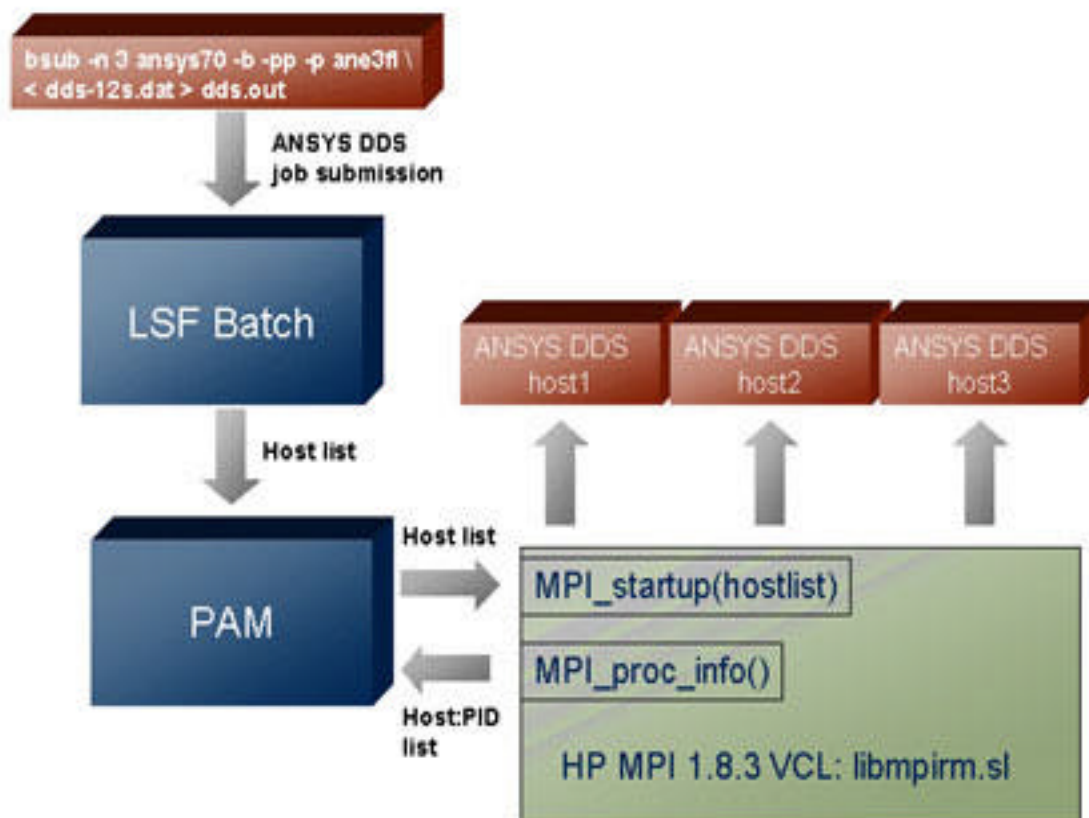 bsub -n 3 ansys70 -b -pp -p ane3fl \
< dds-12s.dat > dds.out
ANSYS DDS
job submission
LSF Batch
Host list
PAM
Host list
Host:PID
list
ANSYS DDS
host1
ANSYS DDS
host2
ANSYS DDS
host3
MPI_startup(hostlist)
MPI_proc_info()
HP MPI 1.8.3 VCL: libmpirm.sl